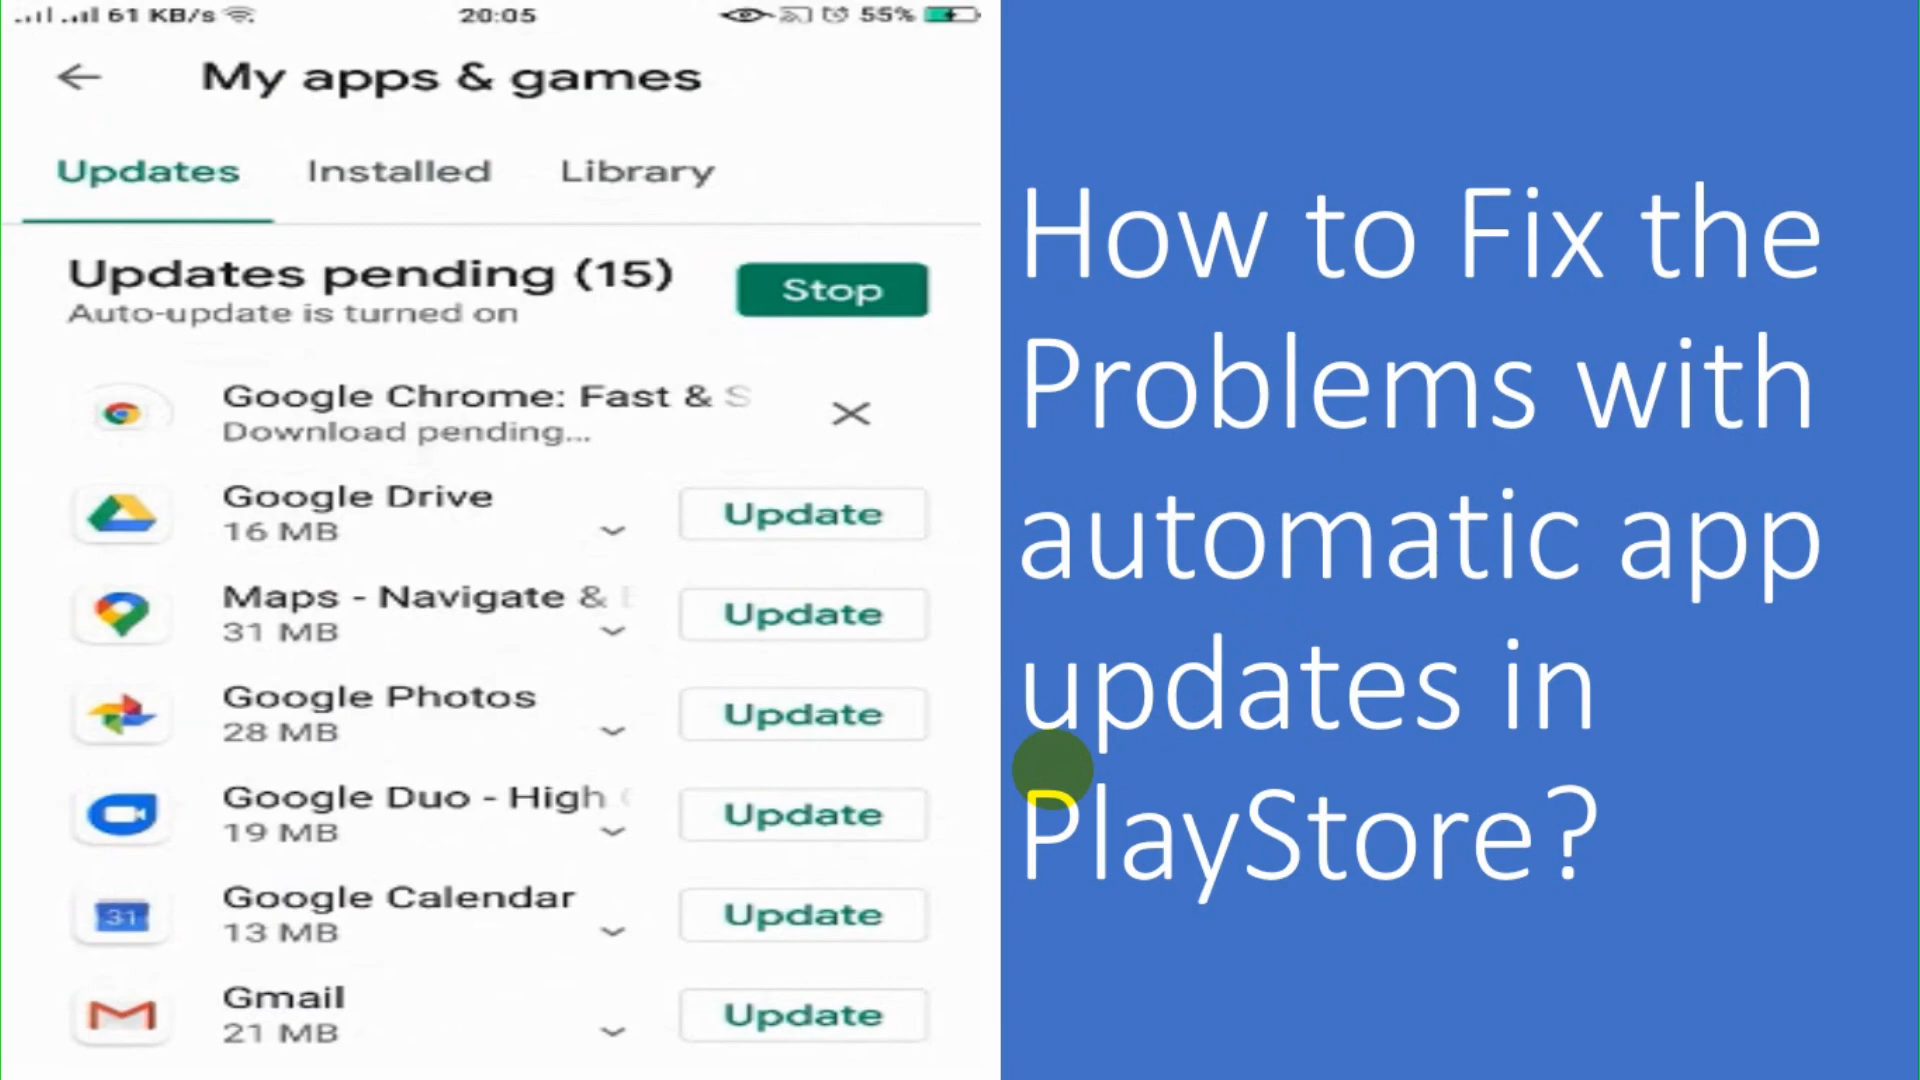 61 KB/s 20:05 55%
My apps & games
Updates Installed Library
Updates pending (15)
Auto-update is turned on
Stop
Google Chrome: Fast & S
Download pending...
Google Drive
16 MB
Update
Maps - Navigate &
31 MB
Update
Google Photos
28 MB
Update
Google Duo - High
19 MB
Update
31
Google Calendar
13 MB
Update
Gmail
21 MB
Update
How to Fix the
Problems with
automatic app
updates in
PlayStore?